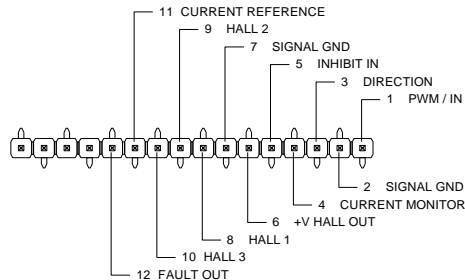 11 CURRENT REFERENCE
9 HALL 2
7 SIGNAL GND
5 INHIBIT IN
3 DIRECTION
1 PWM / IN
2 SIGNAL GND
4 CURRENT MONITOR
6 +V HALL OUT
8 HALL 1
10 HALL 3
12 FAULT OUT